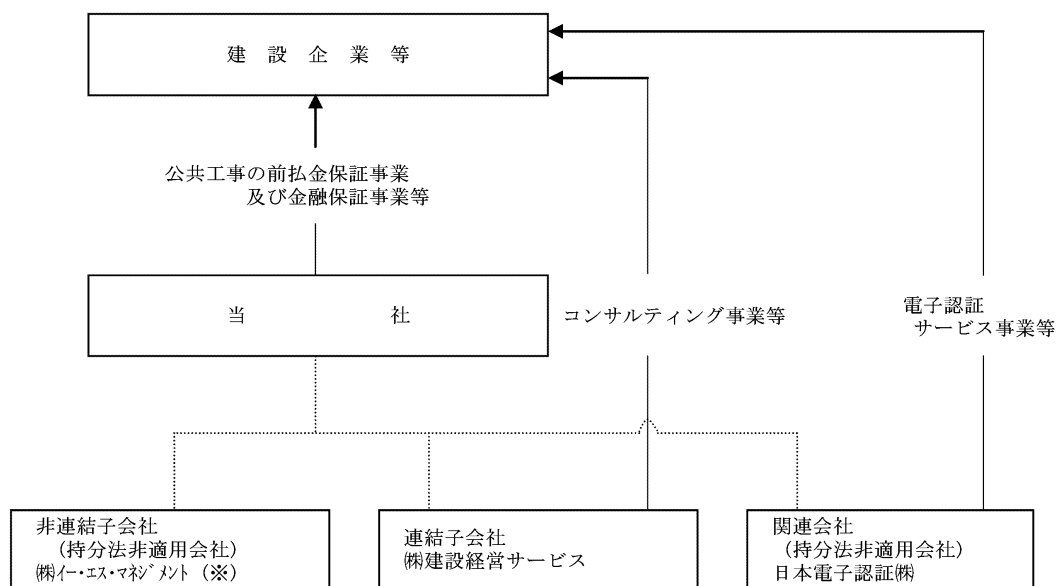 建 設 企 業 等
公共工事の前払金保証事業
及び金融保証事業等
当 社
コンサルティング事業等
電子認証
サービス事業等
非連結子会社
(持分法非適用会社)
㈱イー・エス・マネジメント (※)
連結子会社
㈱建設経営サービス
関連会社
(持分法非適用会社)
日本電子認証㈱